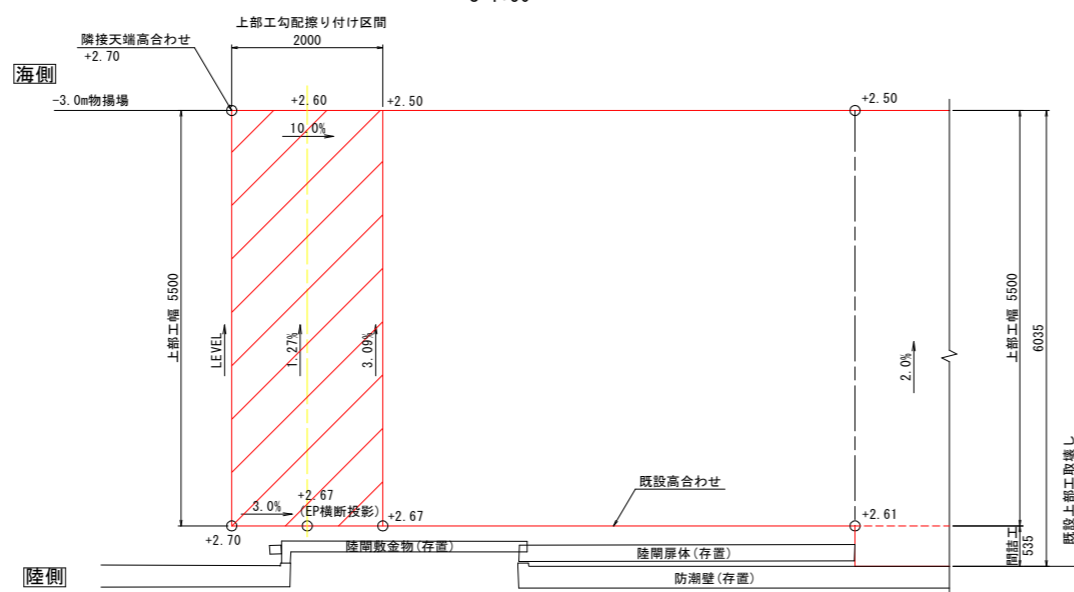 上部工勾配擦り付け区間
2000
隣接天端高合わせ
+2.70
海側
-3.0m物揚場
+2.60
+2.50
+2.50
10.0%
上部工幅 5500
LEVEL
1.27%
3.09%
2.0%
上部工幅 5500
6035
既設上部工取壊し
3.0%
+2.67
(EP横断投影)
+2.67
既設高合わせ
+2.61
+2.70
間詰工
535
陸閘敷金物(存置)
陸閘扉体(存置)
陸側
防潮壁(存置)